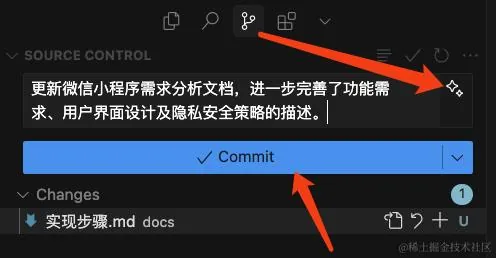 SOURCE CONTROL
更新微信小程序需求分析文档，进一步完善了功能需
求、用户界面设计及隐私安全策略的描述。
Commit
Changes 1
实现步骤.md docs U
@稀土掘金技术社区